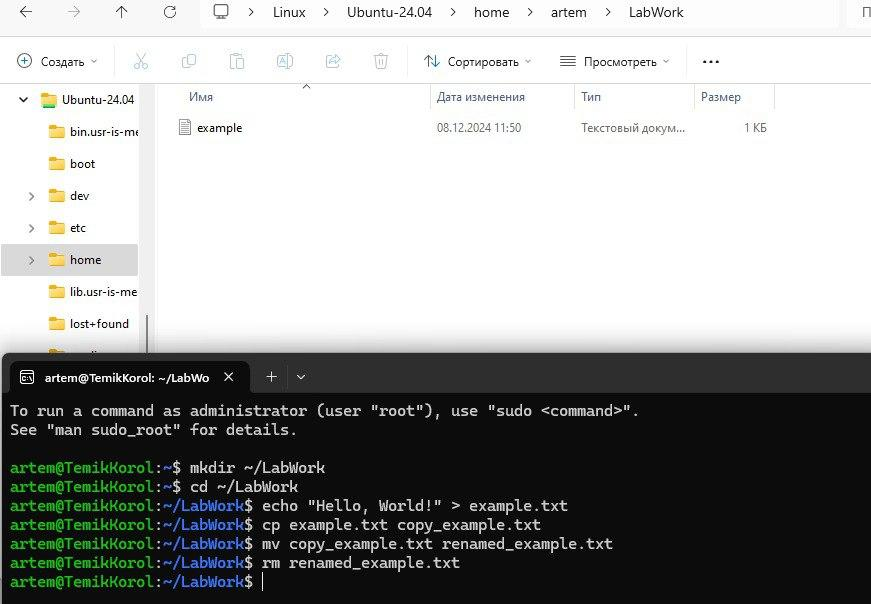 Linux > Ubuntu-24.04 > home > artem > LabWork
Создать Сортировать Просмотреть ...
Ubuntu-24.04
bin.usr-is-me
boot
dev
etc
home
lib.usr-is-me
lost+found
Имя Дата изменения Тип Размер
example 08.12.2024 11:50 Текстовый докум... 1 КБ
artem@TemikKorol: ~/LabWo
To run a command as administrator (user "root"), use "sudo <command>".
See "man sudo_root" for details.
artem@TemikKorol:~$ mkdir ~/LabWork
artem@TemikKorol:~$ cd ~/LabWork
artem@TemikKorol:~/LabWork$ echo "Hello, World!" > example.txt
artem@TemikKorol:~/LabWork$ cp example.txt copy_example.txt
artem@TemikKorol:~/LabWork$ mv copy_example.txt renamed_example.txt
artem@TemikKorol:~/LabWork$ rm renamed_example.txt
artem@TemikKorol:~/LabWork$